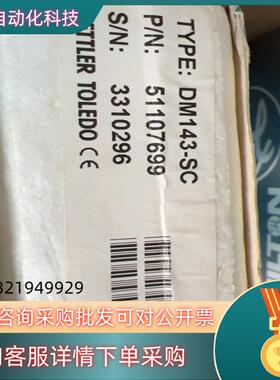 自动化科技
TYPE: DM143-SC
P/N: 51107699
S/N: 3310296
TOLEDO CE
821949929
咨询采购批发可对公开票
客服详情下单采购